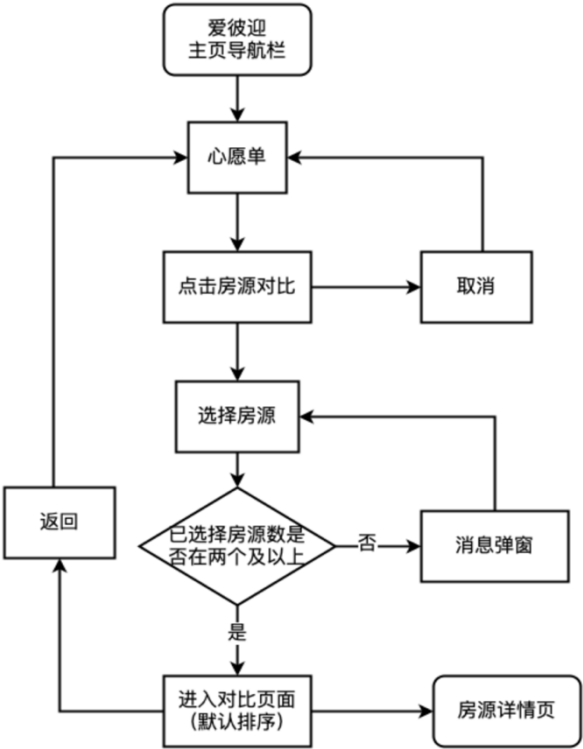 爱彼迎
主页导航栏
心愿单
点击房源对比
取消
选择房源
返回
已选择房源数是
否在两个及以上
否
消息弹窗
是
进入对比页面
（默认排序）
房源详情页